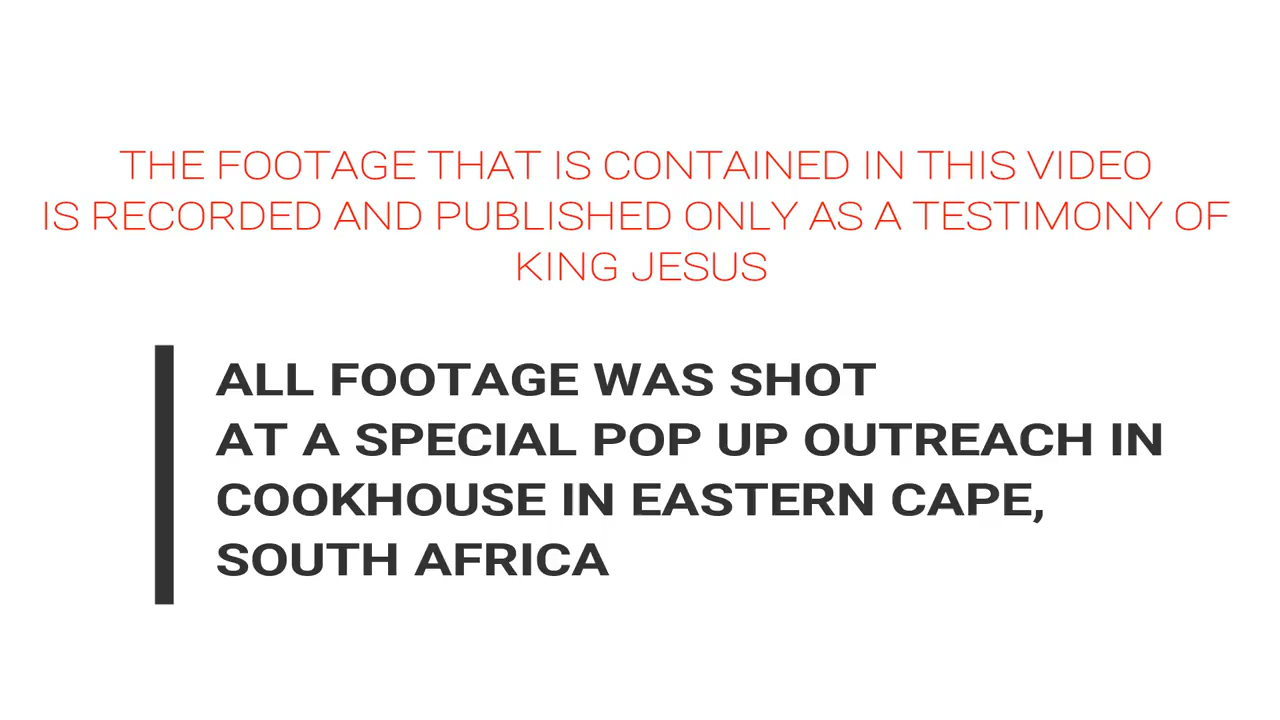 THE FOOTAGE THAT IS CONTAINED IN THIS VIDEO
IS RECORDED AND PUBLISHED ONLY AS A TESTIMONY OF
KING JESUS
ALL FOOTAGE WAS SHOT
AT A SPECIAL POP UP OUTREACH IN
COOKHOUSE IN EASTERN CAPE,
SOUTH AFRICA